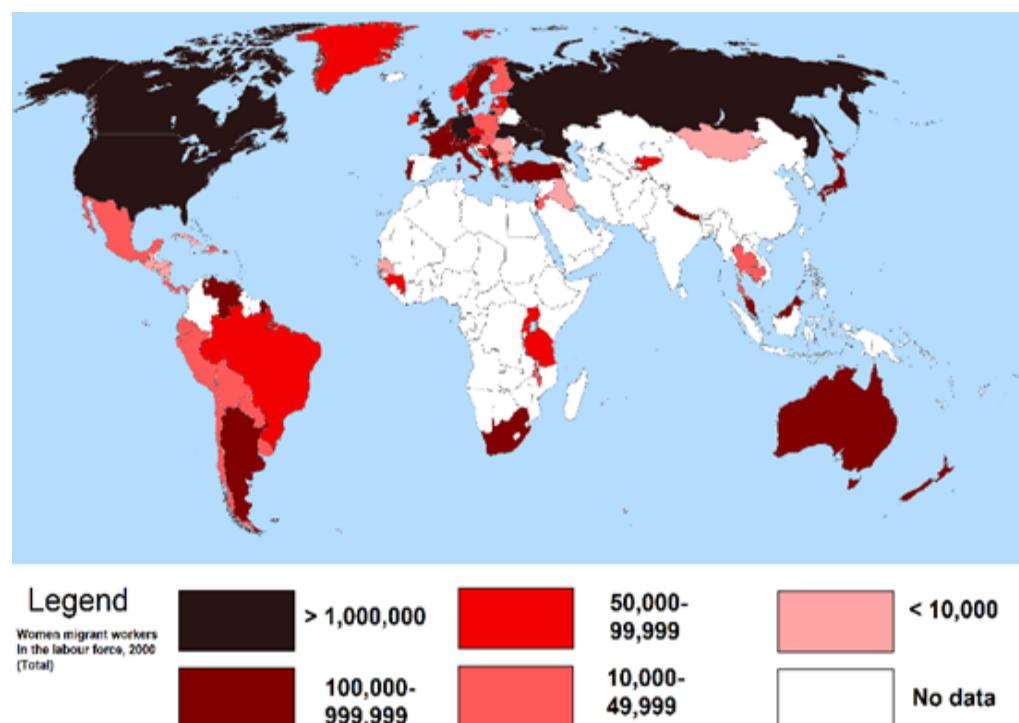 Legend
Women migrant workers
in the labour force, 2000
(Total)
> 1,000,000
100,000-
999,999
50,000-
99,999
10,000-
49,999
< 10,000
No data